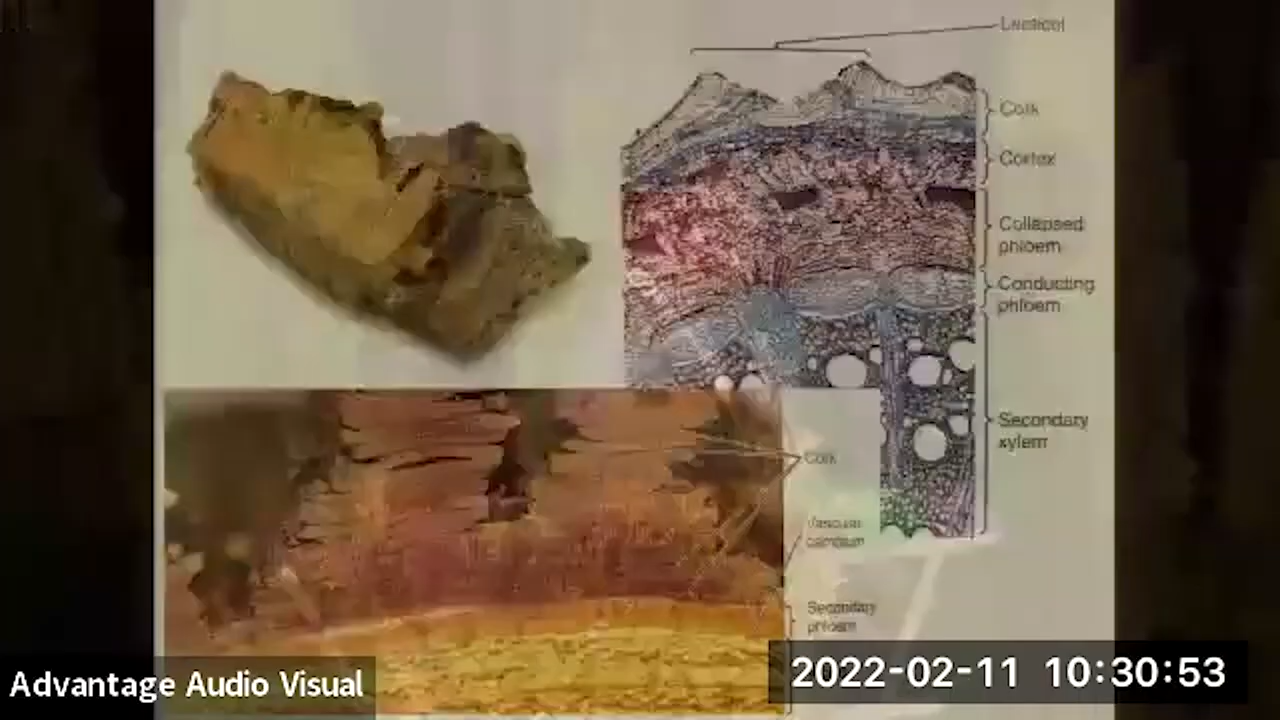 Lenticel
Cork
Cortex
Collapsed
phloem
Conducting
phloem
Secondary
xylem
Cork
Vascular
cambium
Secondary
phloem
Advantage Audio Visual
2022-02-11 10:30:53